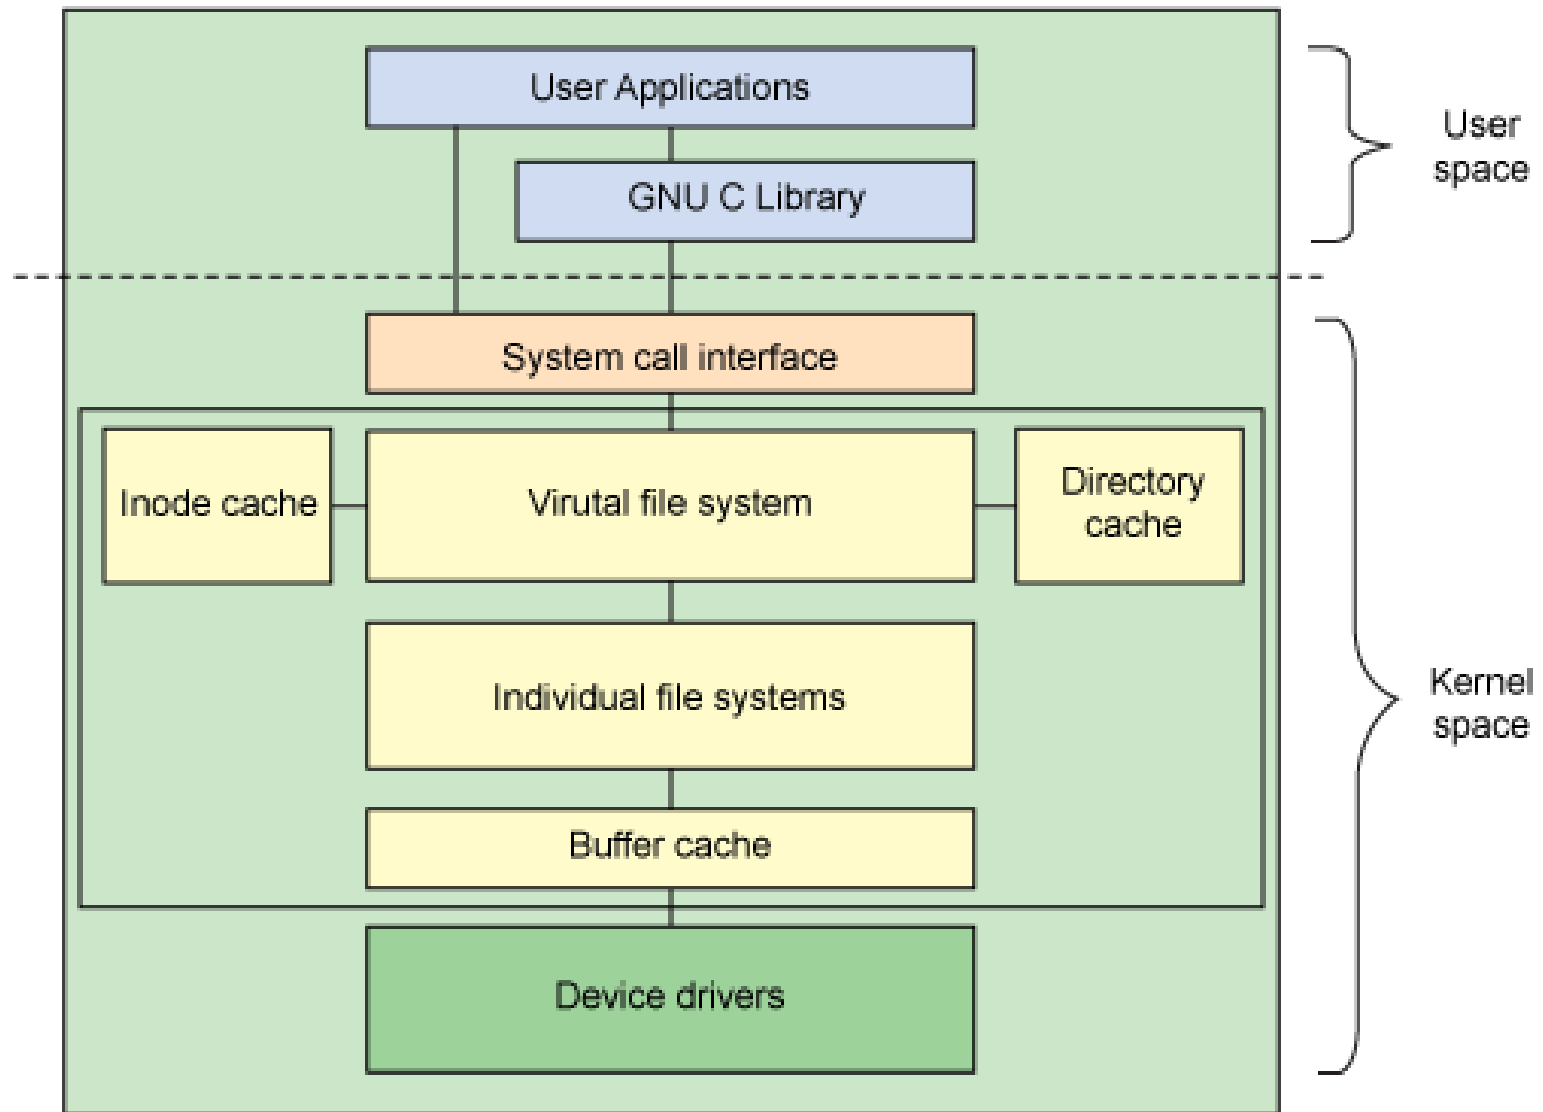 User Applications
User
space
GNU C Library
System call interface
Inode cache
Virutal file system
Directory
cache
Individual file systems
Kernel
space
Buffer cache
Device drivers